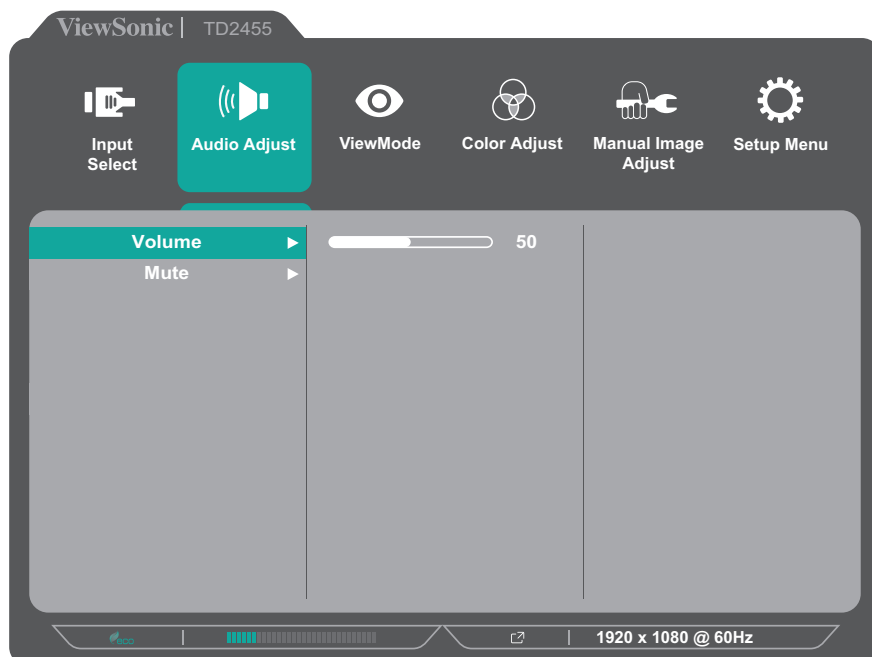 ViewSonic | TD2455
Input
Select
Audio Adjust
ViewMode
Color Adjust
Manual Image
Adjust
Setup Menu
Volume 50
Mute
eco
1920 x 1080 @ 60Hz